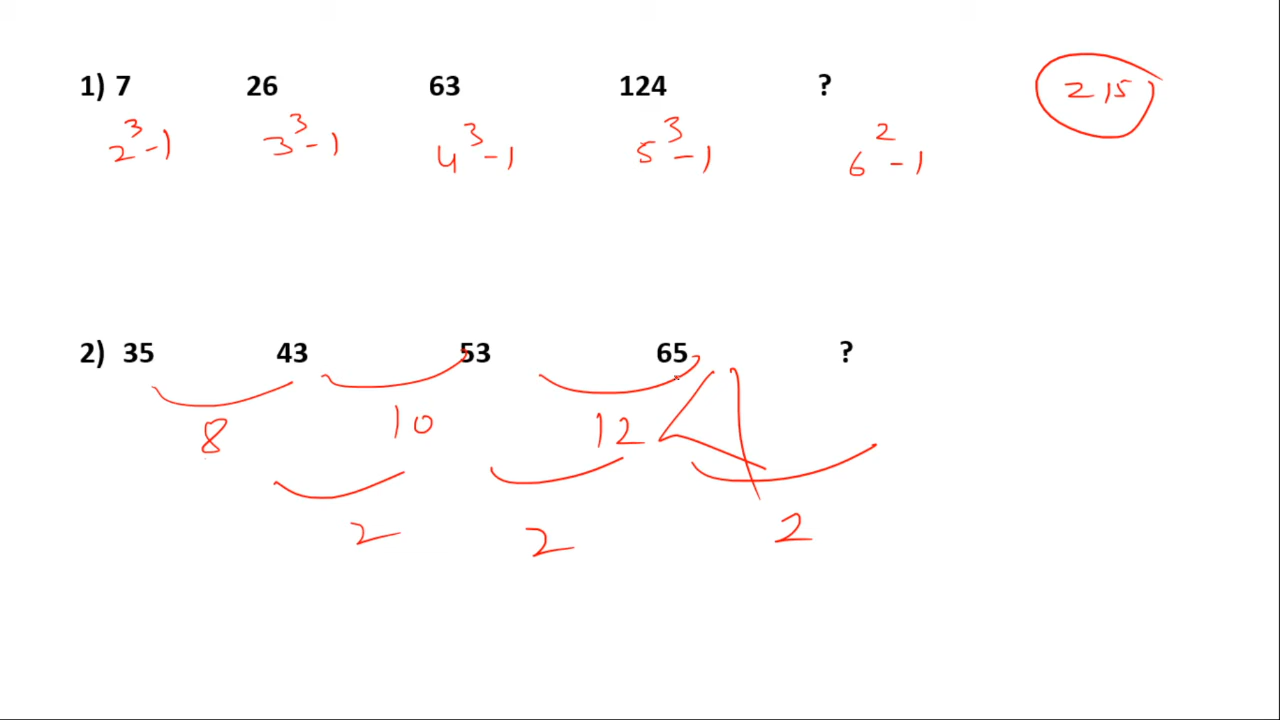 1) 7 26 63 124 ? 215
2³-1 3³-1 4³-1 5³-1 6²-1
2) 35 43 53 65 ?
8 10 12
2 2 2